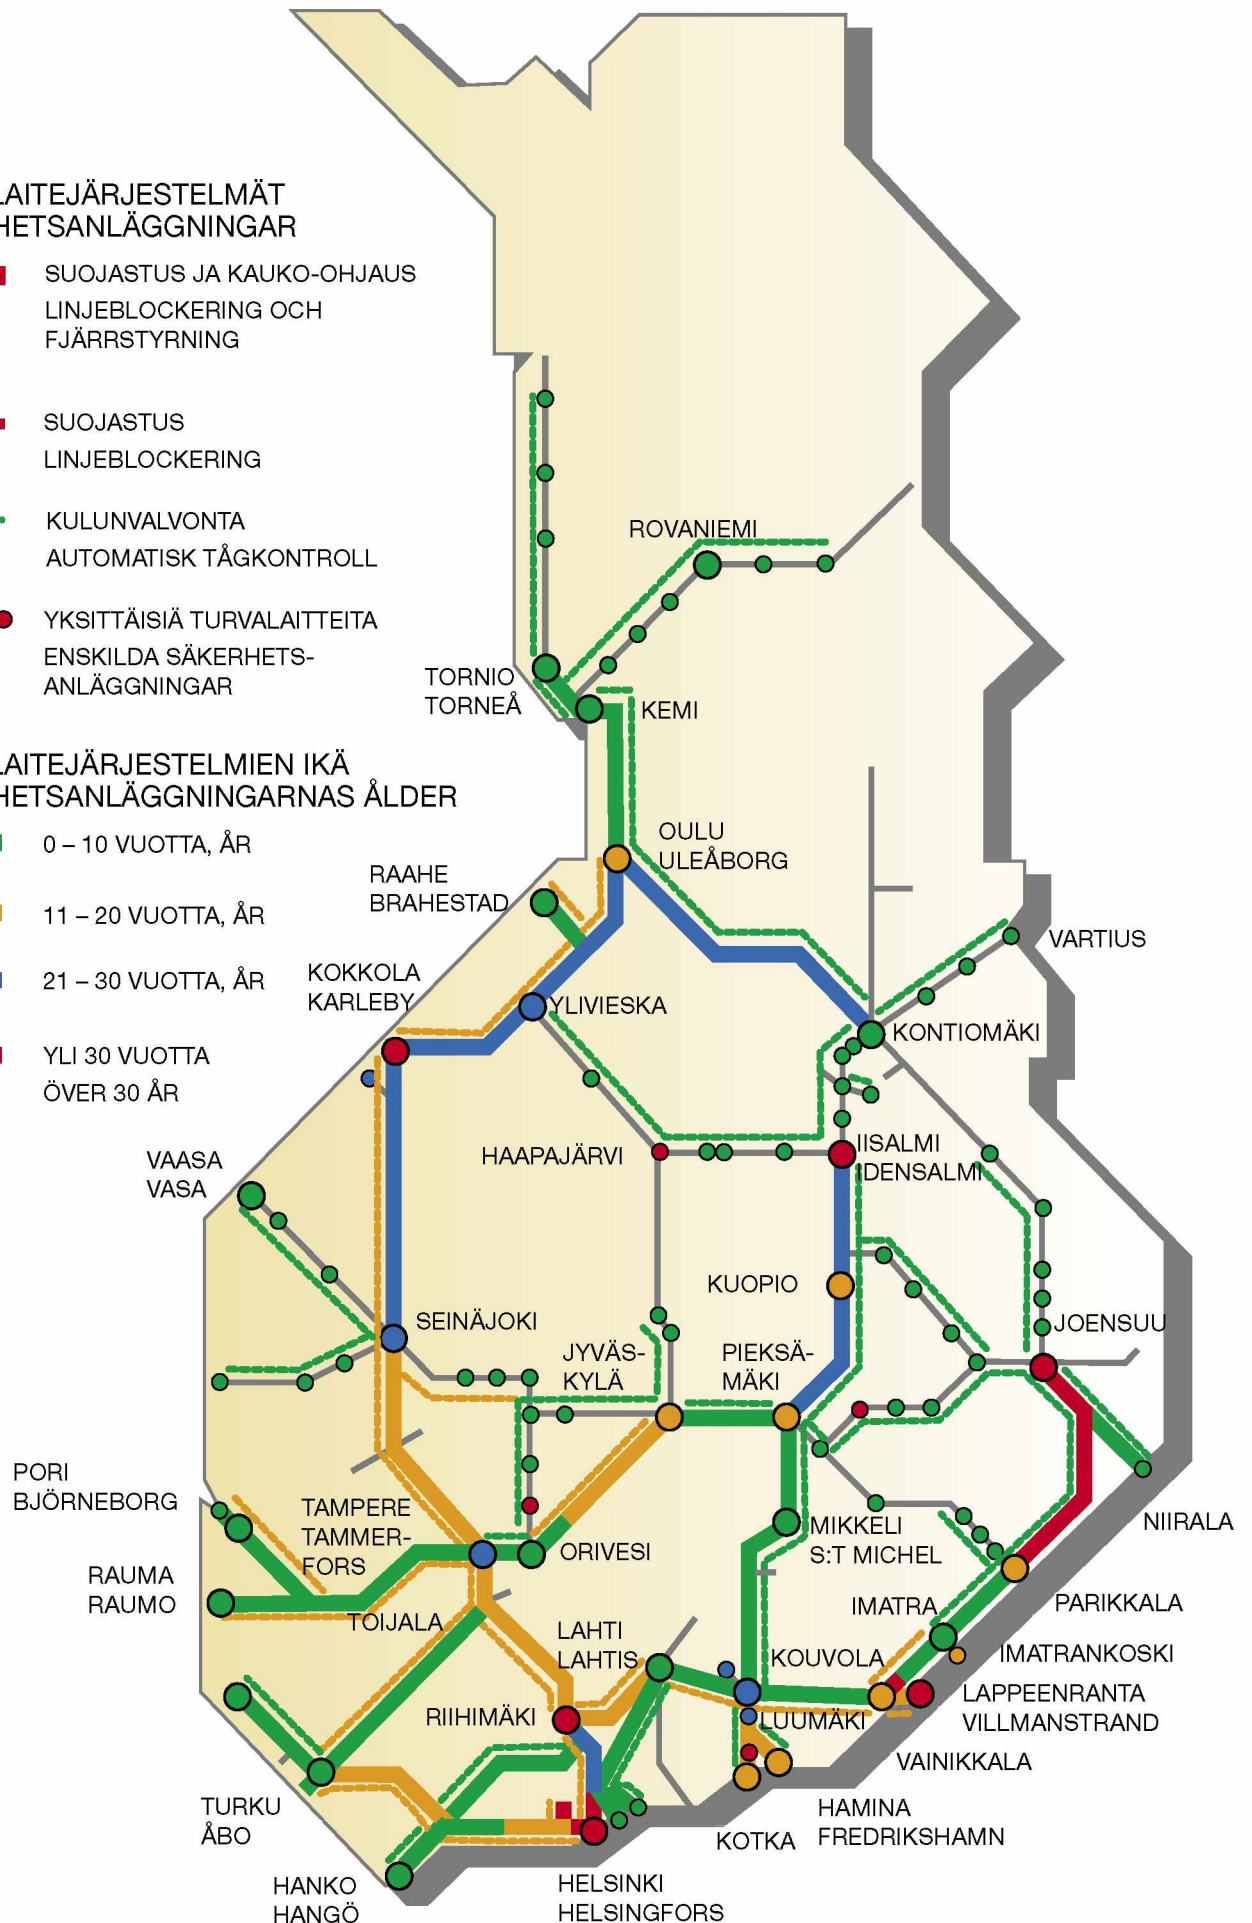 LAITEJÄRJESTELMÄT
HETSANLÄGGNINGAR
SUOJASTUS JA KAUKO-OHJAUS
LINJEBLOCKERING OCH
FJÄRRSTYRNING
SUOJASTUS
LINJEBLOCKERING
KULUNVALVONTA
AUTOMATISK TÅGKONTROLL
YKSITTÄISIÄ TURVALAITTEITA
ENSKILDA SÄKERHETS-
ANLÄGGNINGAR
LAITEJÄRJESTELMIEN IKÄ
HETSANLÄGGNINGARNAS ÅLDER
0 – 10 VUOTTA, ÅR
11 – 20 VUOTTA, ÅR
21 – 30 VUOTTA, ÅR
YLI 30 VUOTTA
ÖVER 30 ÅR
ROVANIEMI
TORNIO
TORNEÅ
KEMI
OULU
ULEÅBORG
RAAHE
BRAHESTAD
VARTIUS
KOKKOLA
KARLEBY
YLIVIESKA
KONTIOMÄKI
HAAPAJÄRVI
IISALMI
IDENSALMI
VAASA
VASA
KUOPIO
SEINÄJOKI
JOENSUU
JYVÄS-
KYLÄ
PIEKSÄ-
MÄKI
PORI
BJÖRNEBORG
TAMPERE
TAMMER-
FORS
ORIVESI
MIKKELI
S:T MICHEL
NIIRALA
RAUMA
RAUMO
TOIJALA
IMATRA
PARIKKALA
LAHTI
LAHTIS
KOUVOLA
IMATRANKOSKI
RIIHIMÄKI
LUUMÄKI
LAPPEENRANTA
VILLMANSTRAND
VAINIKKALA
TURKU
ÅBO
HAMINA
FREDRIKSHAMN
KOTKA
HANKO
HANGÖ
HELSINKI
HELSINGFORS